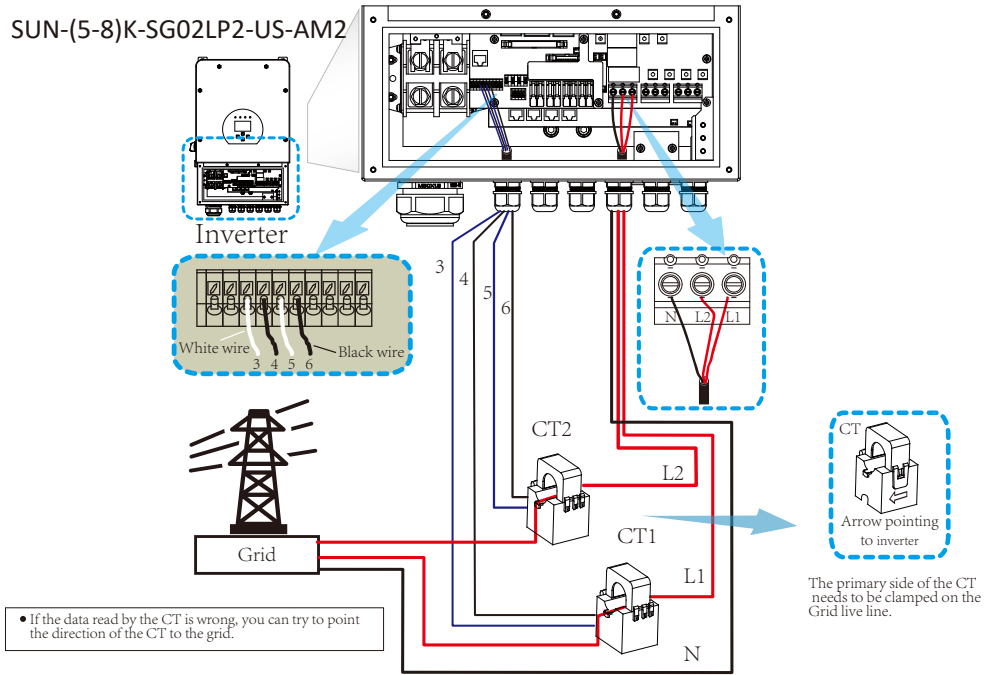 SUN-(5-8)K-SG02LP2-US-AM2
Inverter
3
4
5
6
White wire
3 4 5 6
Black wire
N L2 L1
CT2
L2
CT1
L1
N
CT
Arrow pointing
to inverter
Grid
The primary side of the CT
needs to be clamped on the
Grid live line.
• If the data read by the CT is wrong, you can try to point
the direction of the CT to the grid.